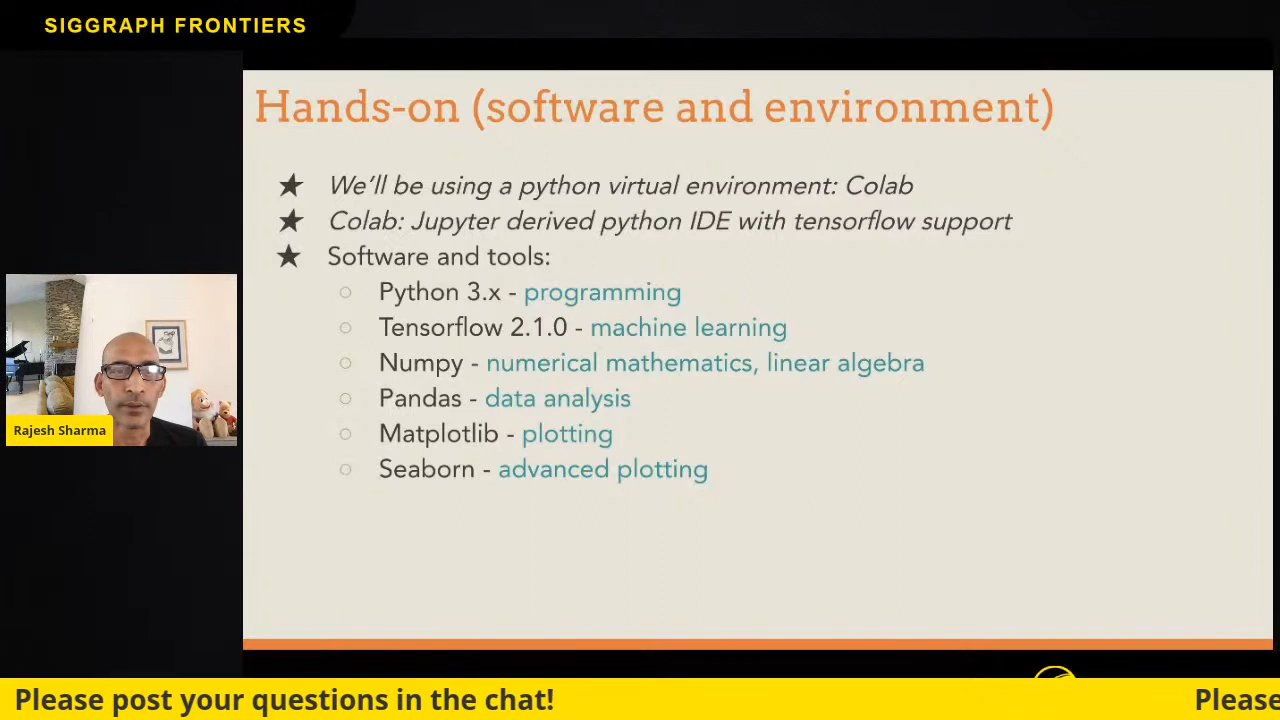 SIGGRAPH FRONTIERS
Hands-on (software and environment)
★ We’ll be using a python virtual environment: Colab
★ Colab: Jupyter derived python IDE with tensorflow support
★ Software and tools:
○ Python 3.x - programming
○ Tensorflow 2.1.0 - machine learning
○ Numpy - numerical mathematics, linear algebra
○ Pandas - data analysis
○ Matplotlib - plotting
○ Seaborn - advanced plotting
Rajesh Sharma
Please post your questions in the chat! Please